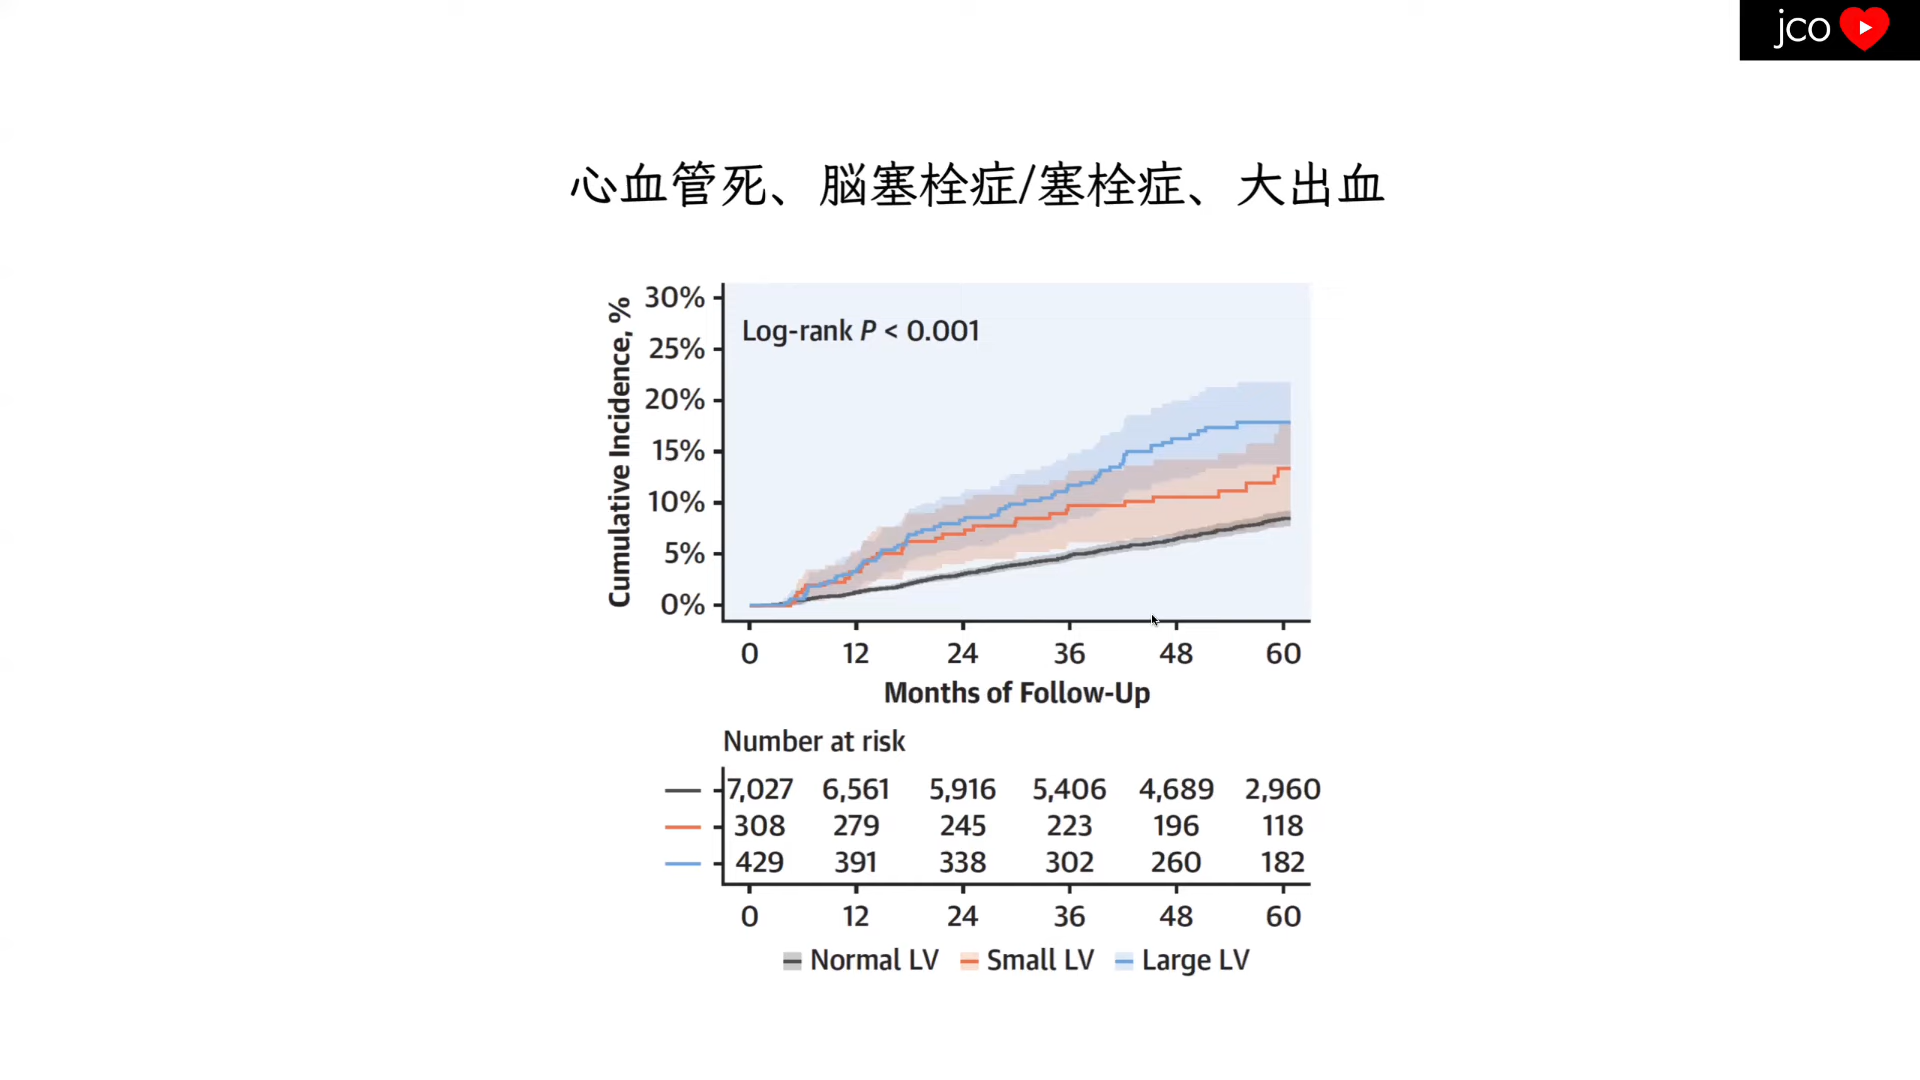 jco
心血管死、脳塞栓症/塞栓症、大出血
Cumulative Incidence, %
30%
25%
20%
15%
10%
5%
0%
Log-rank P < 0.001
0 12 24 36 48 60
Months of Follow-Up
Number at risk
7,027 6,561 5,916 5,406 4,689 2,960
308 279 245 223 196 118
429 391 338 302 260 182
0 12 24 36 48 60
Normal LV Small LV Large LV